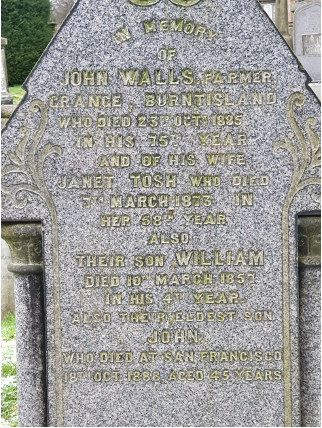 IN MEMORY
OF
JOHN WALLS, FARMER,
GRANGE, BURNTISLAND
WHO DIED 23RD OCTR 1885
IN HIS 75TH YEAR
AND OF HIS WIFE
JANET TOSH WHO DIED
7TH MARCH 1873 IN
HER 68TH YEAR
ALSO
THEIR SON WILLIAM
DIED 10TH MARCH 1857
IN HIS 4TH YEAR.
ALSO THEIR ELDEST SON
JOHN,
WHO DIED AT SAN FRANCISCO
18TH OCT. 1888, AGED 45 YEARS